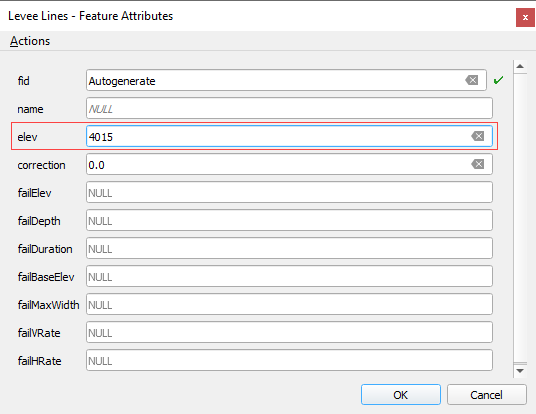 Levee Lines - Feature Attributes
x
Actions
fid Autogenerate
name NULL
elev 4015
correction 0.0
failElev NULL
failDepth NULL
failDuration NULL
failBaseElev NULL
failMaxWidth NULL
failVRate NULL
failHRate NULL
OK Cancel